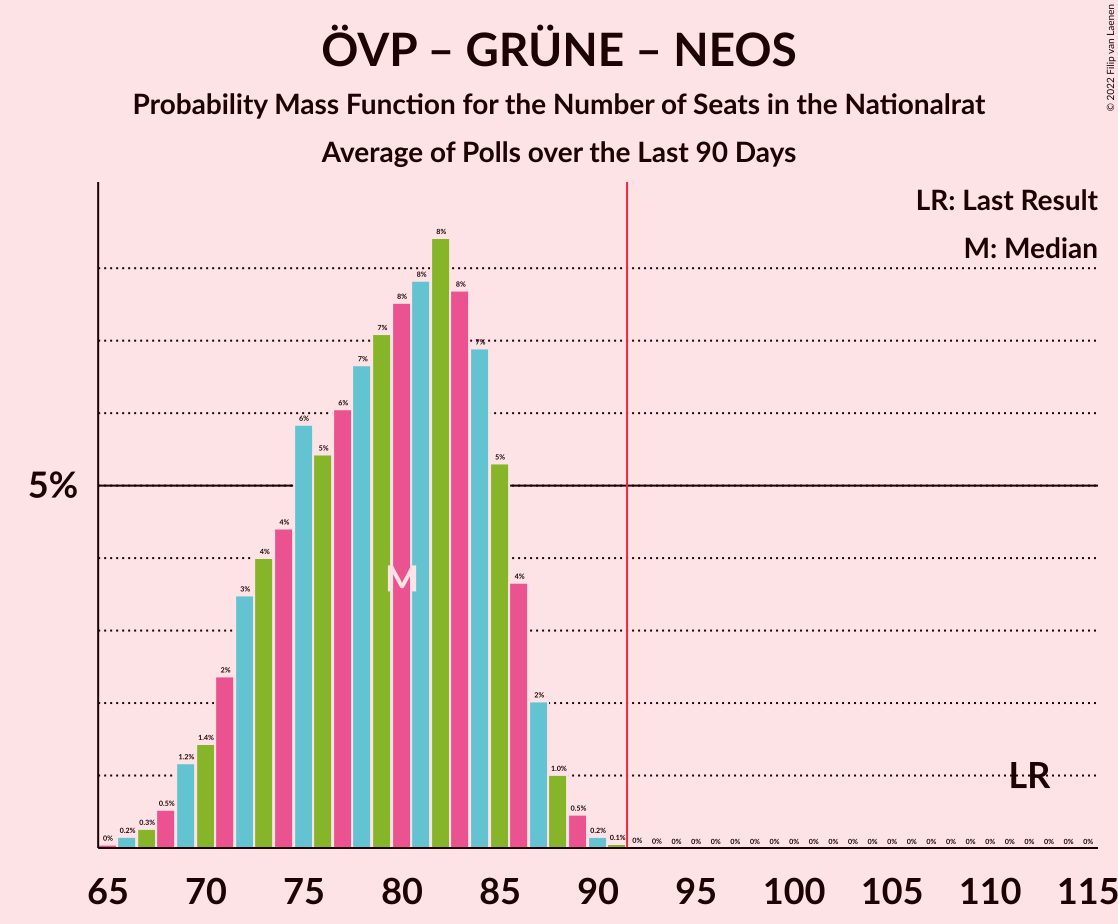 ÖVP – GRÜNE – NEOS
Probability Mass Function for the Number of Seats in the Nationalrat
Average of Polls over the Last 90 Days
© 2022 Filip van Laenen
LR: Last Result
M: Median
5%
0% 0.2% 0.3% 0.5% 1.2% 1.4% 2% 3% 4% 4% 6% 5% 6% 7% 7% 8% 8% 8% 8% 7% 5% 4% 2% 1.0% 0.5% 0.2% 0.1% 0% 0% 0% 0% 0% 0% 0% 0% 0% 0% 0% 0% 0% 0% 0% 0% 0% 0% 0% 0% 0% 0% 0% 0%
M
LR
65 70 75 80 85 90 95 100 105 110 115